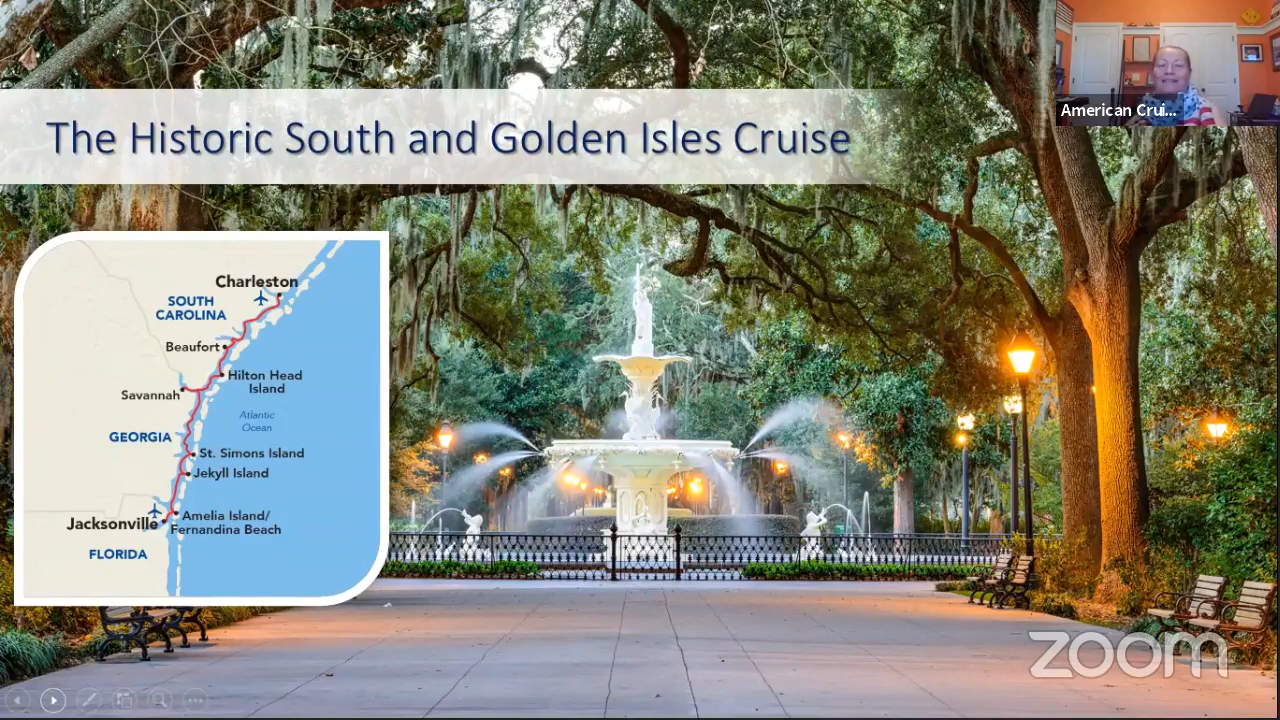 The Historic South and Golden Isles Cruise
American Crui...
Charleston
SOUTH
CAROLINA
Beaufort
Hilton Head
Island
Savannah
Atlantic
Ocean
GEORGIA
St. Simons Island
Jekyll Island
Jacksonville
Amelia Island/
Fernandina Beach
FLORIDA
zoom